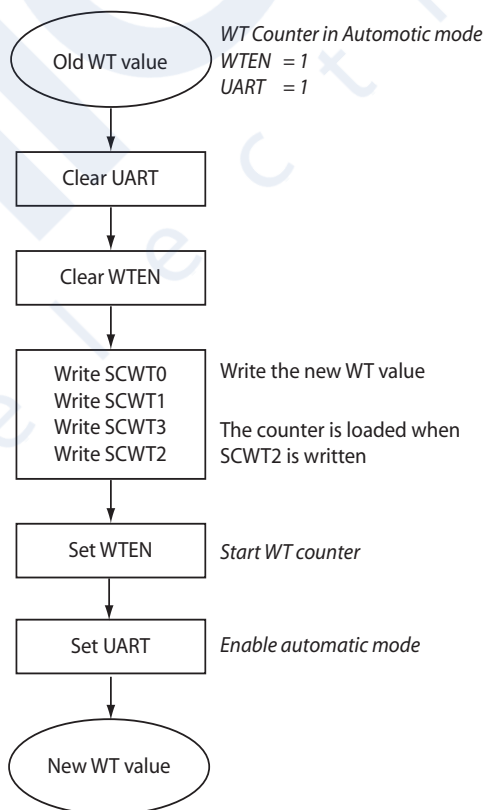 Old WT value
WT Counter in Automotic mode
WTEN = 1
UART = 1
Clear UART
Clear WTEN
Write SCWT0
Write SCWT1
Write SCWT3
Write SCWT2
Write the new WT value
The counter is loaded when
SCWT2 is written
Set WTEN
Start WT counter
Set UART
Enable automatic mode
New WT value